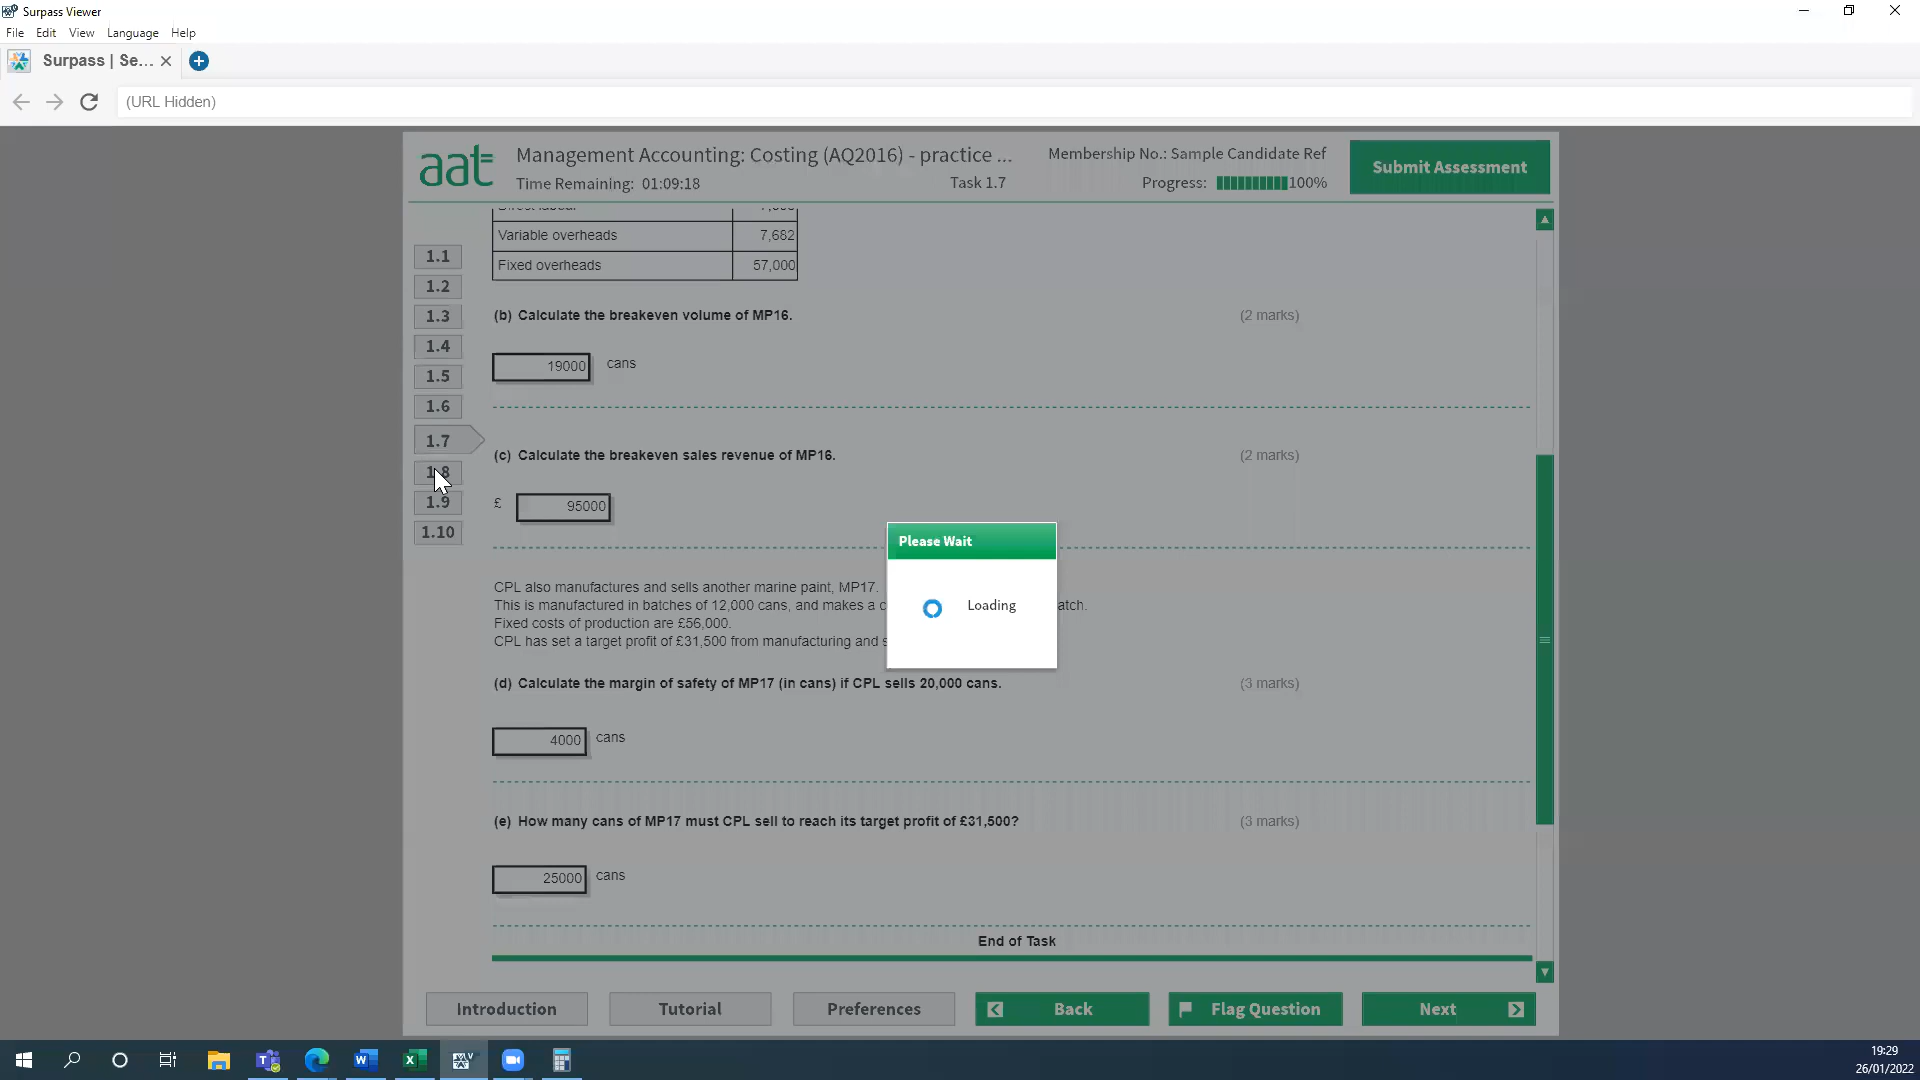 Surpass Viewer
File Edit View Language Help
Surpass | Se...
(URL Hidden)
aat
Management Accounting: Costing (AQ2016) - practice ...
Membership No.: Sample Candidate Ref
Submit Assessment
Time Remaining: 01:09:18
Task 1.7
Progress: 100%
Variable overheads 7,682
Fixed overheads 57,000
1.1
1.2
1.3
1.4
1.5
1.6
1.7
1.8
1.9
1.10
(b) Calculate the breakeven volume of MP16. (2 marks)
19000 cans
(c) Calculate the breakeven sales revenue of MP16. (2 marks)
£ 95000
Please Wait
Loading
CPL also manufactures and sells another marine paint, MP17.
This is manufactured in batches of 12,000 cans, and makes a
Fixed costs of production are £56,000.
CPL has set a target profit of £31,500 from manufacturing and
(d) Calculate the margin of safety of MP17 (in cans) if CPL sells 20,000 cans. (3 marks)
4000 cans
(e) How many cans of MP17 must CPL sell to reach its target profit of £31,500? (3 marks)
25000 cans
End of Task
Introduction Tutorial Preferences Back Flag Question Next
19:29
26/01/2022